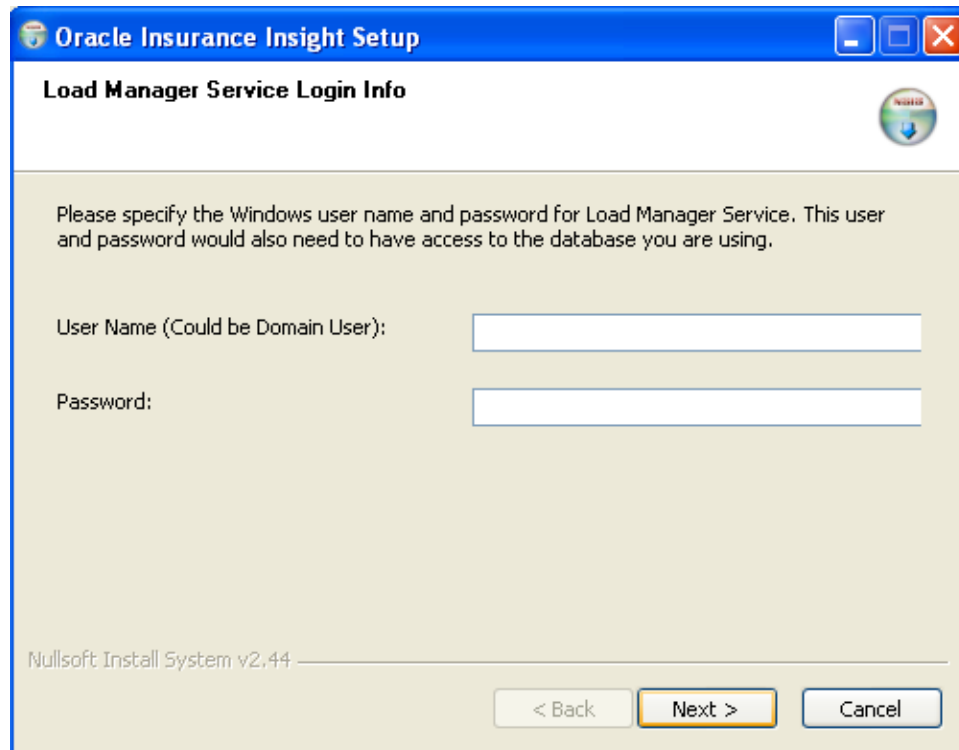 Oracle Insurance Insight Setup
Load Manager Service Login Info
Please specify the Windows user name and password for Load Manager Service. This user
and password would also need to have access to the database you are using.
User Name (Could be Domain User):
Password:
Nullsoft Install System v2.44
< Back
Next >
Cancel